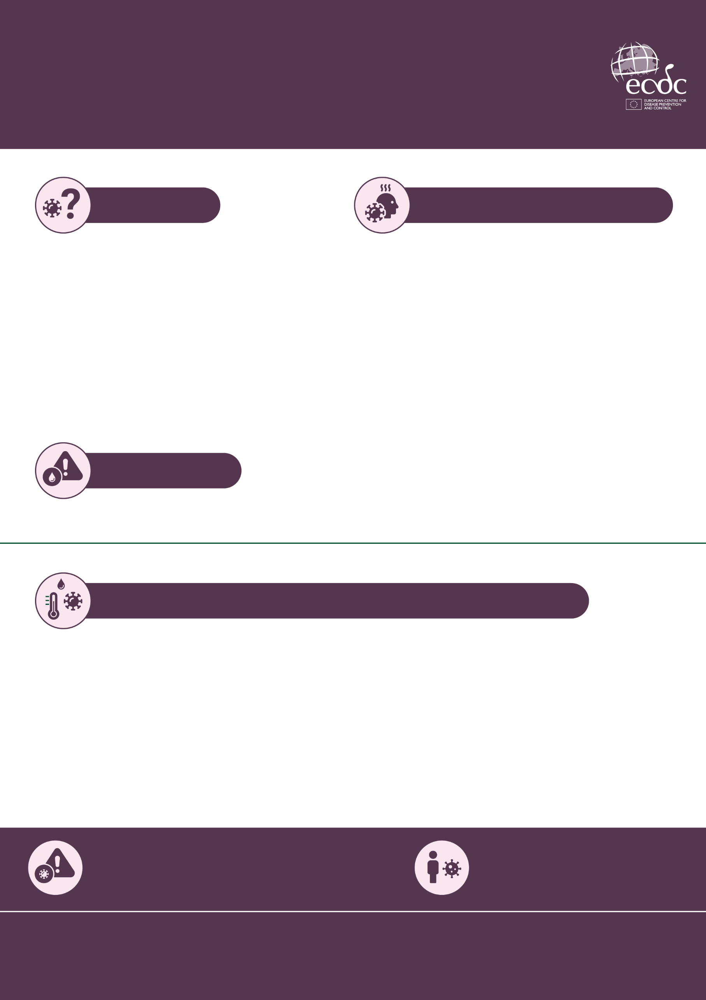 ecdc
EUROPEAN CENTRE FOR
DISEASE PREVENTION
AND CONTROL